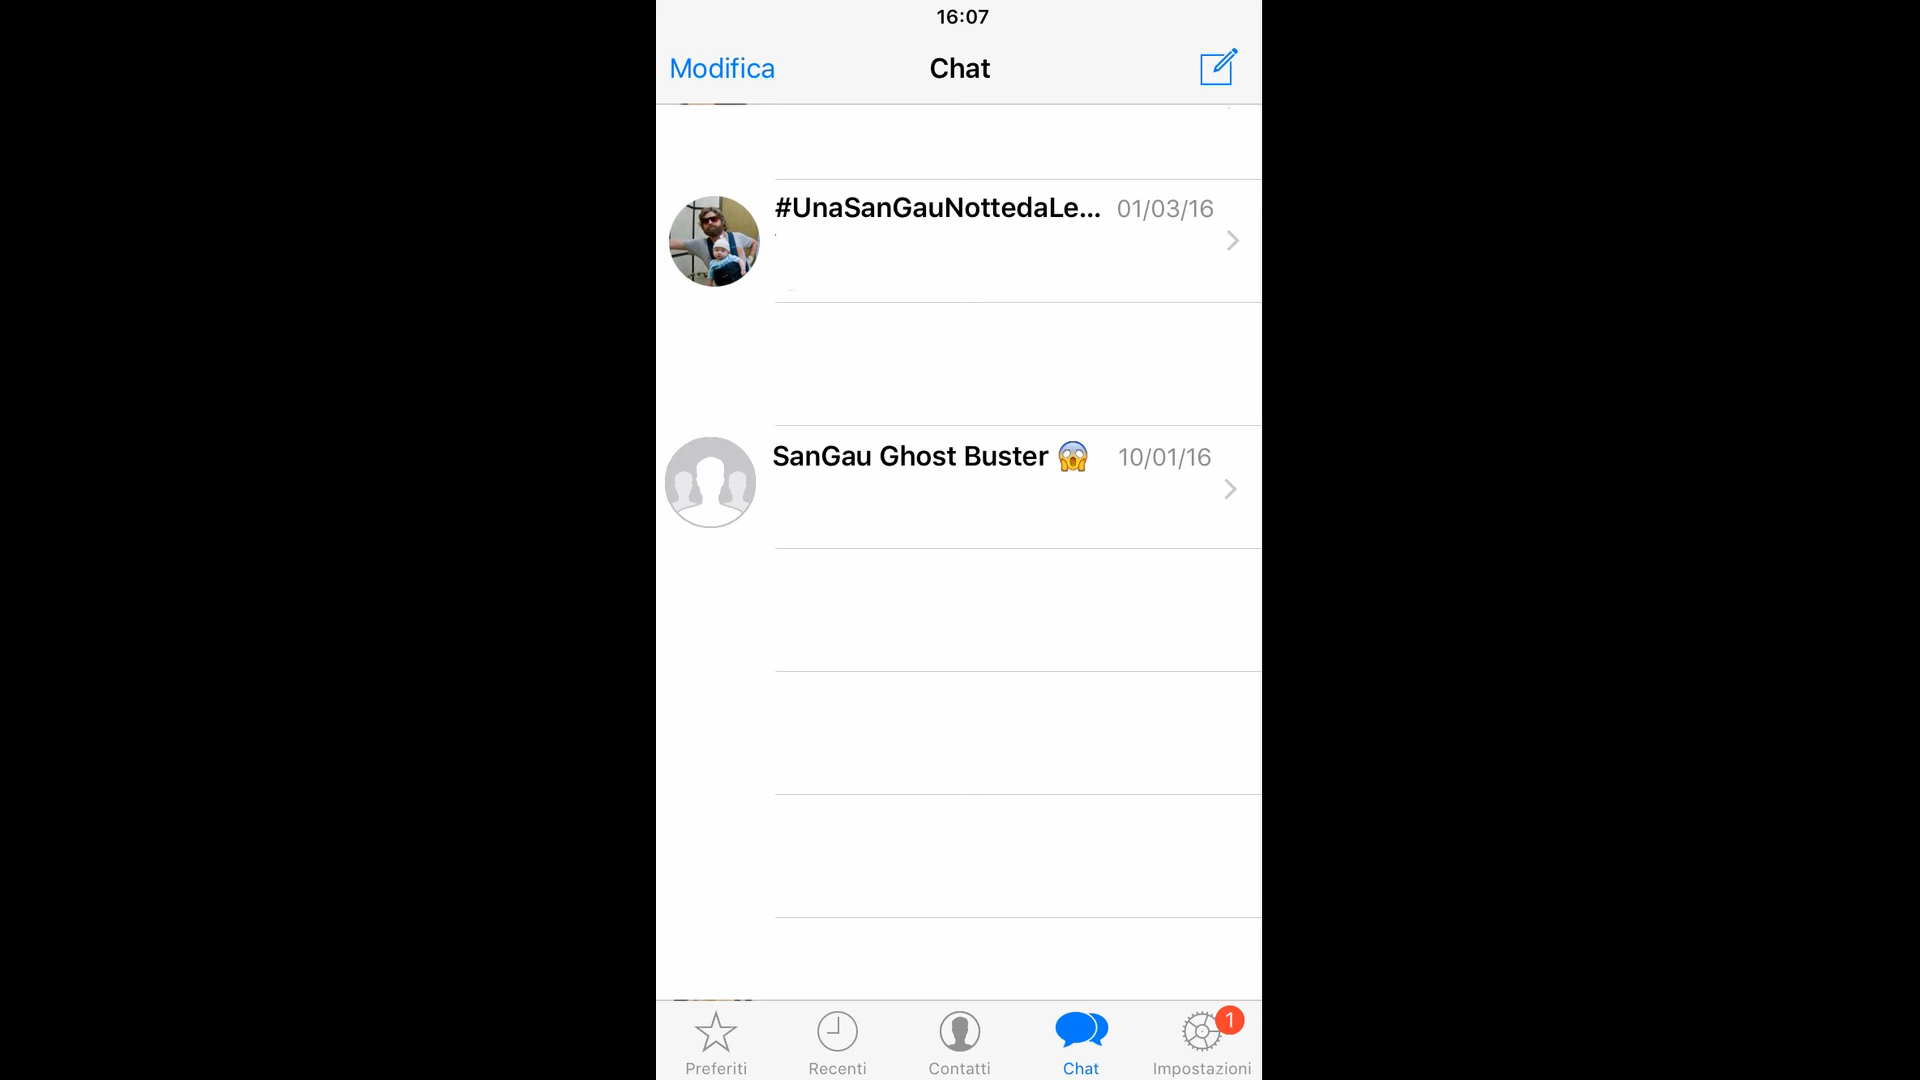 16:07
Modifica
Chat
#UnaSanGauNottedaLe...
01/03/16
SanGau Ghost Buster 😱
10/01/16
1
Preferiti
Recenti
Contatti
Chat
Impostazioni